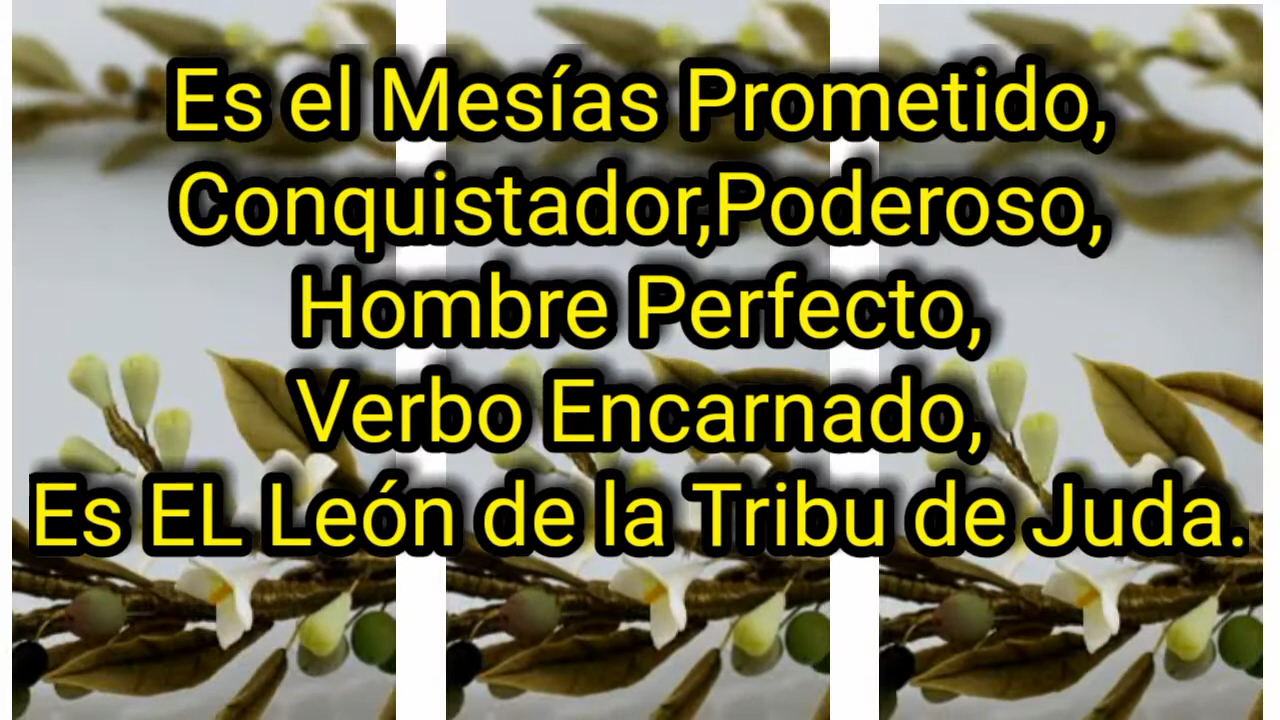 Es el Mesías Prometido,
Conquistador,Poderoso,
Hombre Perfecto,
Verbo Encarnado,
Es EL León de la Tribu de Juda.